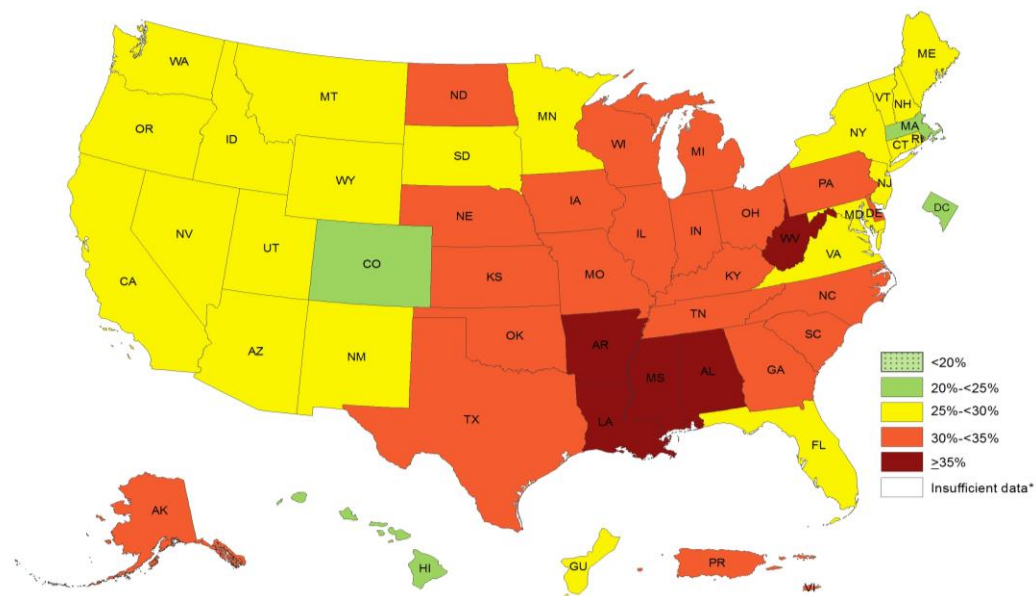 WA
MT
ND
MN
ME
VT
NH
OR
ID
WY
SD
WI
MI
NY
MA
RI
CT
NV
UT
CO
NE
IA
IL
IN
OH
PA
NJ
MD
DE
DC
CA
AZ
NM
KS
MO
KY
WV
VA
OK
AR
TN
NC
SC
TX
LA
MS
AL
GA
FL
<20%
20%-<25%
25%-<30%
30%-<35%
≥35%
Insufficient data*
AK
HI
GU
PR
VI